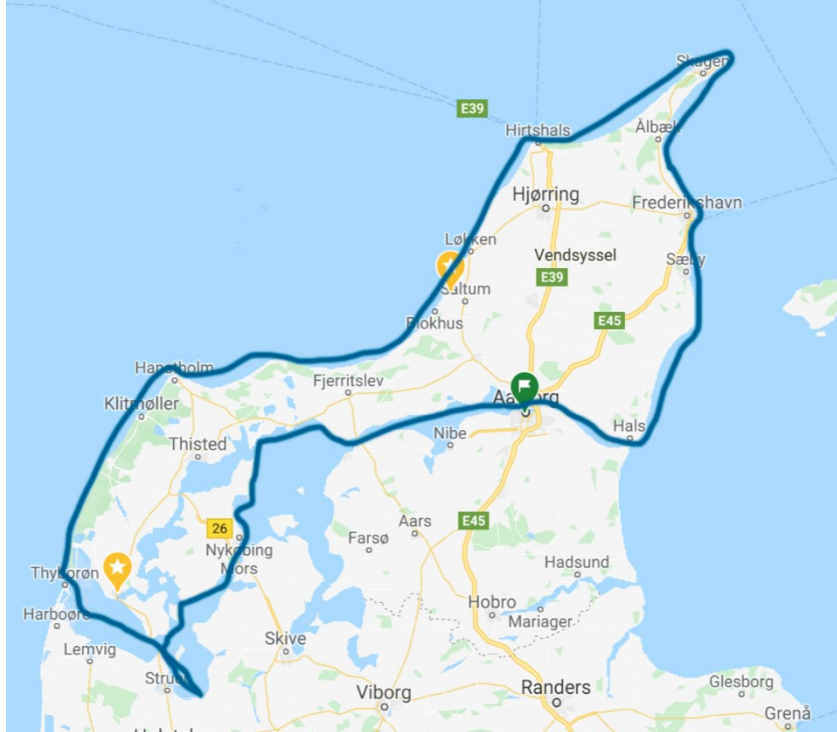 Skagen
E39
Hirtshals
Ålbæk
Hjørring
Frederikshavn
Løkken
Vendsyssel
Sæby
E39
Saltum
Blokhus
E45
Hanstholm
Fjerritslev
Klitmøller
Aalborg
Hals
Nibe
Thisted
26
Aars
E45
Farsø
Nykøbing
Mors
Hadsund
Thyborøn
Hobro
Harboøre
Mariager
Skive
Lemvig
Struer
Viborg
Randers
Glesborg
Grenå